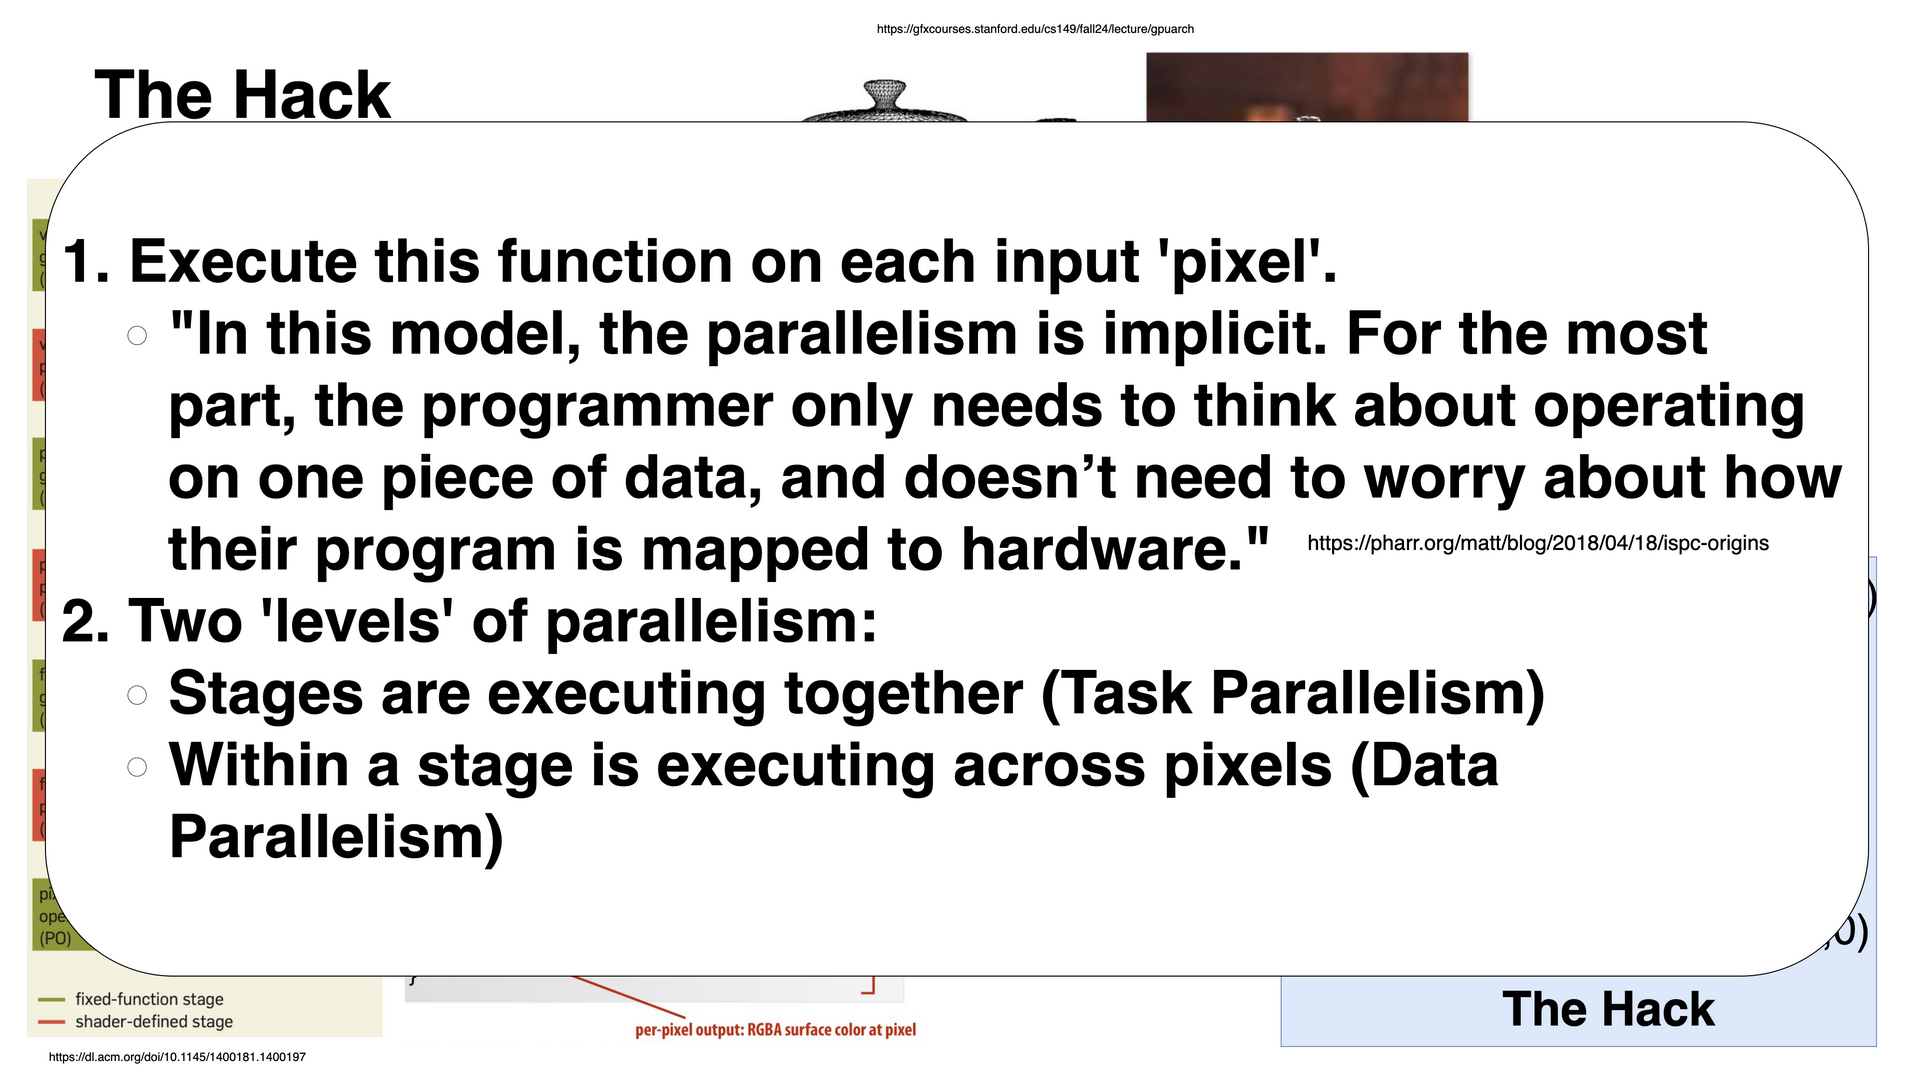 https://gfxcourses.stanford.edu/cs149/fall24/lecture/gpuarch
The Hack
1. Execute this function on each input 'pixel'.
"In this model, the parallelism is implicit. For the most
part, the programmer only needs to think about operating
on one piece of data, and doesn’t need to worry about how
their program is mapped to hardware."
https://pharr.org/matt/blog/2018/04/18/ispc-origins
2. Two 'levels' of parallelism:
Stages are executing together (Task Parallelism)
Within a stage is executing across pixels (Data
Parallelism)
(PO)
,0)
}
fixed-function stage
shader-defined stage
per-pixel output: RGBA surface color at pixel
The Hack
https://dl.acm.org/doi/10.1145/1400181.1400197